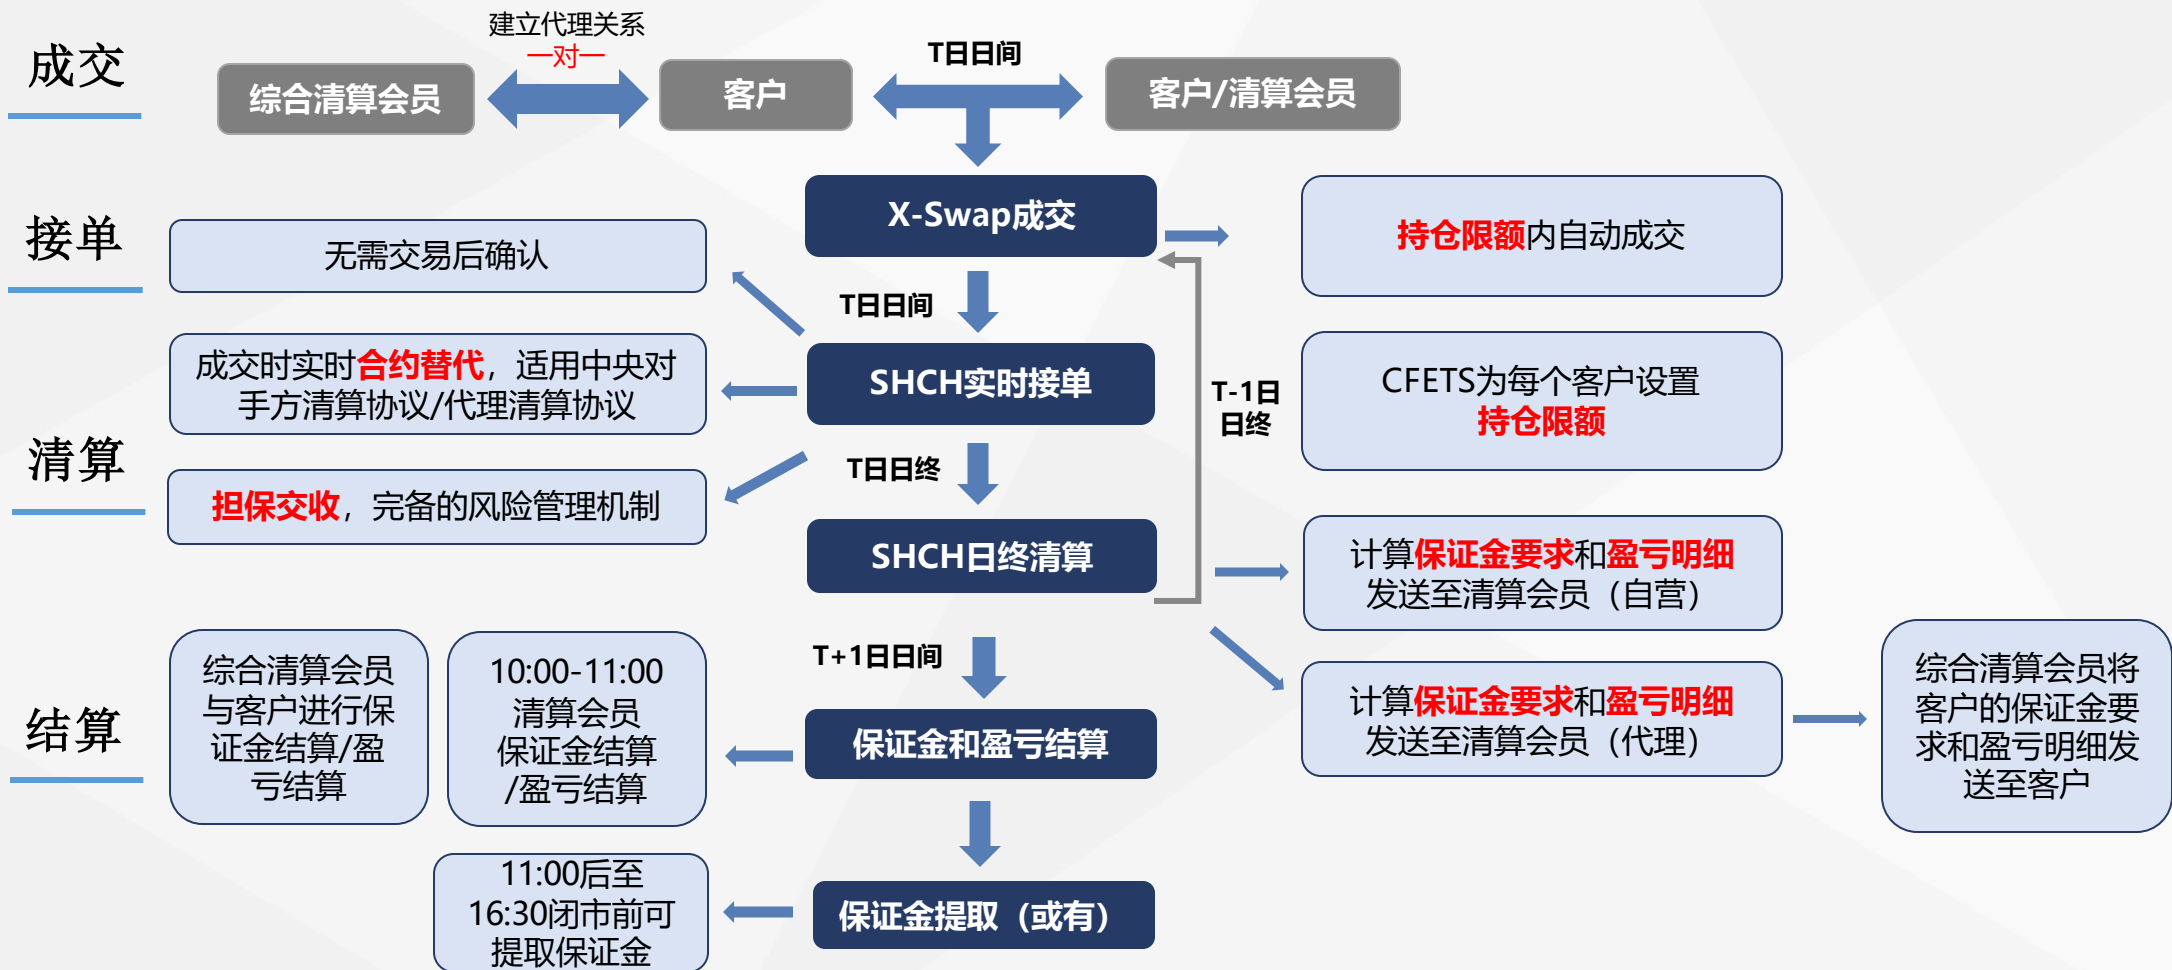 成交
建立代理关系
一对一
综合清算会员
客户
T日日间
客户/清算会员
接单
X-Swap成交
持仓限额内自动成交
无需交易后确认
T日日间
成交时实时合约替代，适用中央对
手方清算协议/代理清算协议
SHCH实时接单
T-1日
日终
CFETS为每个客户设置
持仓限额
清算
T日日终
担保交收，完备的风险管理机制
SHCH日终清算
计算保证金要求和盈亏明细
发送至清算会员（自营）
T+1日日间
结算
综合清算会员
与客户进行保
证金结算/盈
亏结算
10:00-11:00
清算会员
保证金结算
/盈亏结算
保证金和盈亏结算
计算保证金要求和盈亏明细
发送至清算会员（代理）
综合清算会员将
客户的保证金要
求和盈亏明细发
送至客户
11:00后至
16:30闭市前可
提取保证金
保证金提取（或有）